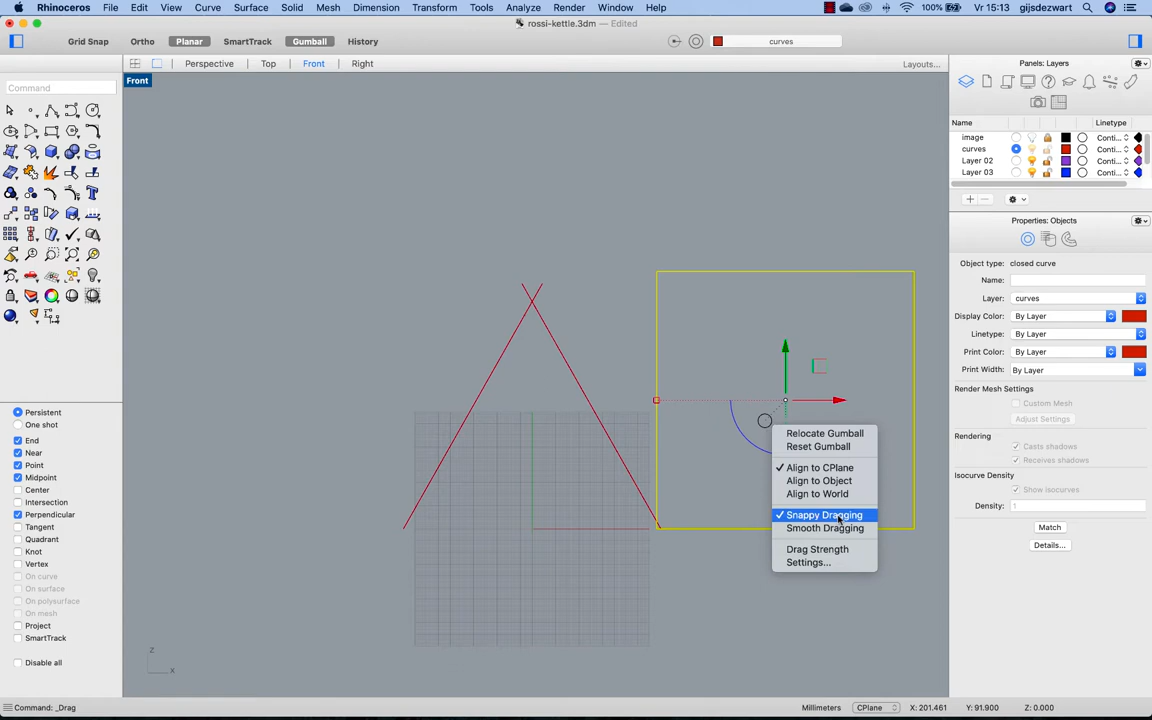 Rhinoceros File Edit View Curve Surface Solid Mesh Dimension Transform Tools Analyze Render Window Help 100% Vr 15:13 gijsdezwart
rossi-kettle.3dm — Edited
Grid Snap Ortho Planar SmartTrack Gumball History curves
Perspective Top Front Right Layouts...
Front
Command
Persistent
One shot
End
Near
Point
Midpoint
Center
Intersection
Perpendicular
Tangent
Quadrant
Knot
Vertex
On curve
On surface
On polysurface
On mesh
Project
SmartTrack
Disable all
z
x
Relocate Gumball
Reset Gumball
Align to CPlane
Align to Object
Align to World
Snappy Dragging
Smooth Dragging
Drag Strength
Settings...
Panels: Layers
Name Linetype
image Conti...
curves Conti...
Layer 02 Conti...
Layer 03 Conti...
Properties: Objects
Object type: closed curve
Name:
Layer: curves
Display Color: By Layer
Linetype: By Layer
Print Color: By Layer
Print Width: By Layer
Render Mesh Settings
Custom Mesh
Adjust Settings
Rendering
Casts shadows
Receives shadows
Isocurve Density
Show isocurves
Density: 1
Match
Details...
Command: _Drag Millimeters CPlane X: 201.461 Y: 91.900 Z: 0.000